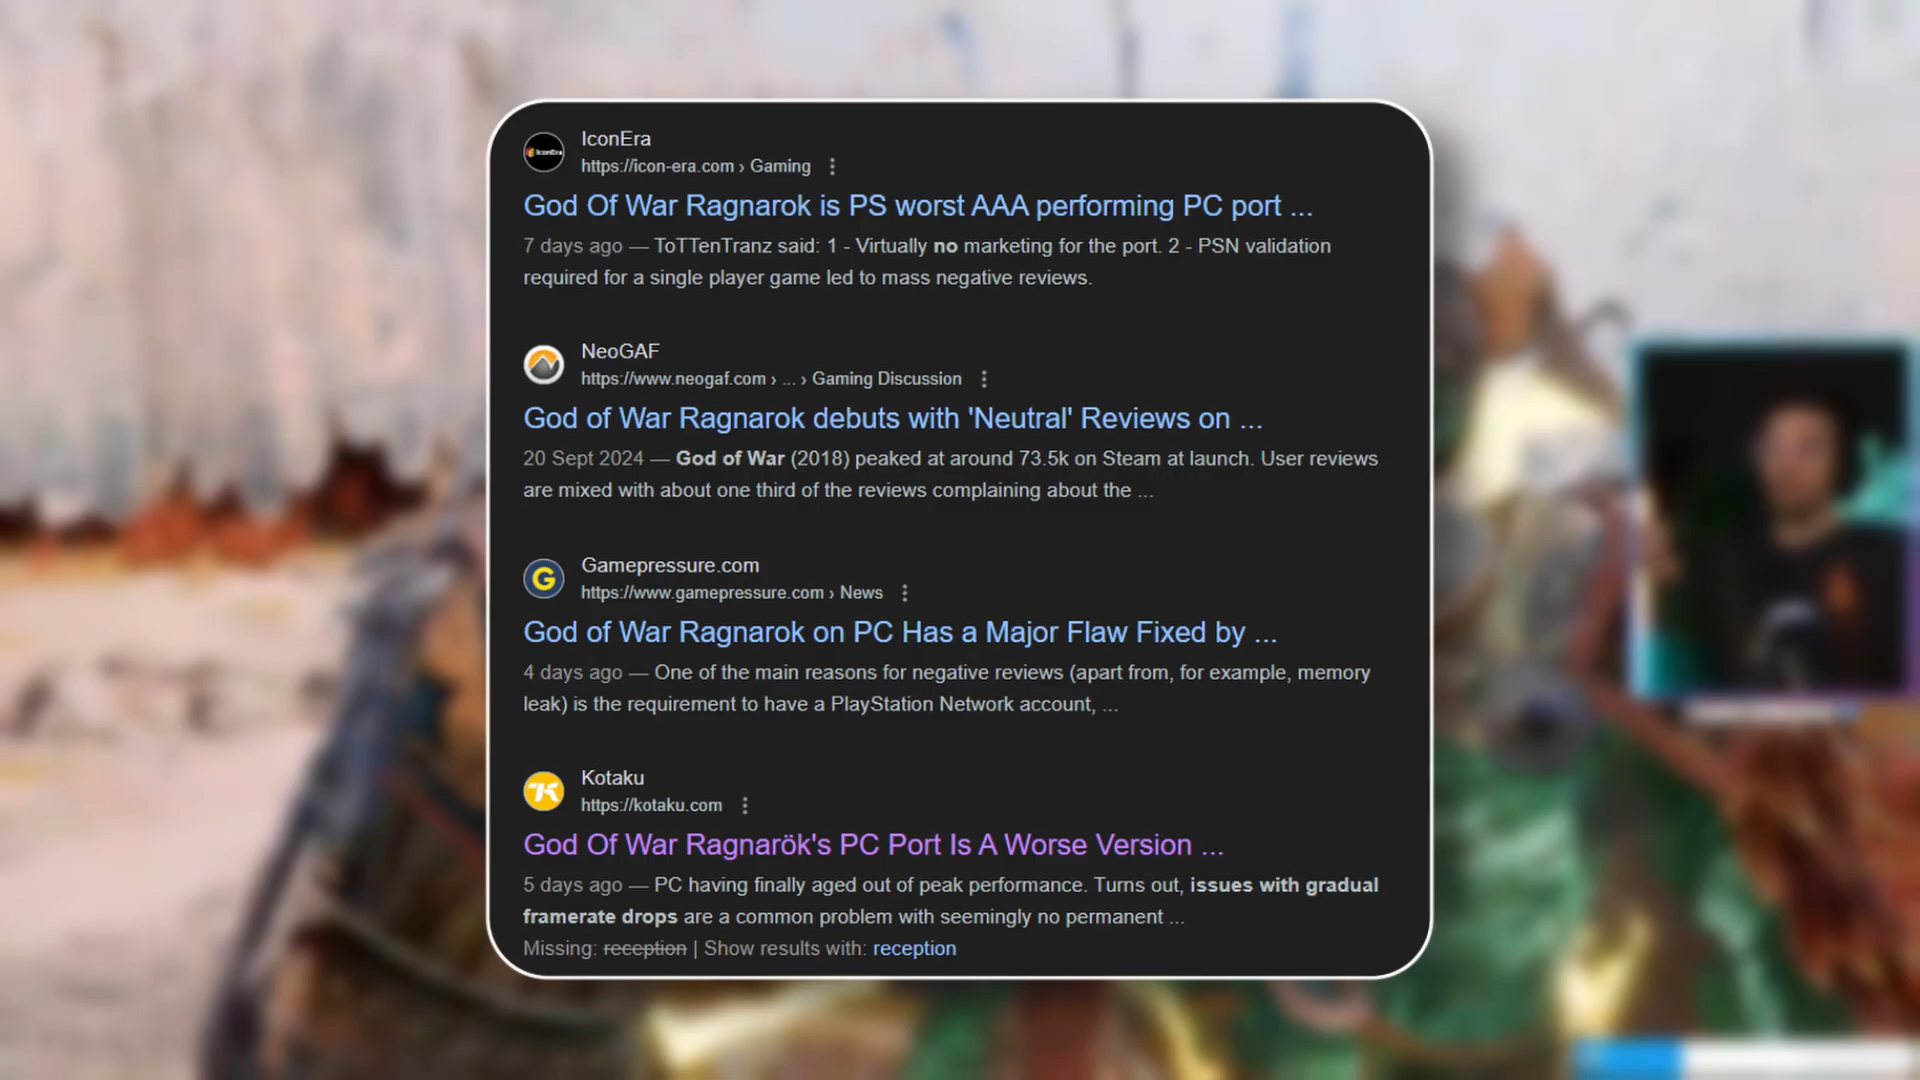 IconEra
https://icon-era.com › Gaming
God Of War Ragnarok is PS worst AAA performing PC port ...
7 days ago — ToTTenTranz said: 1 - Virtually no marketing for the port. 2 - PSN validation
required for a single player game led to mass negative reviews.
NeoGAF
https://www.neogaf.com › ... › Gaming Discussion
God of War Ragnarok debuts with 'Neutral' Reviews on ...
20 Sept 2024 — God of War (2018) peaked at around 73.5k on Steam at launch. User reviews
are mixed with about one third of the reviews complaining about the ...
Gamepressure.com
https://www.gamepressure.com › News
God of War Ragnarok on PC Has a Major Flaw Fixed by ...
4 days ago — One of the main reasons for negative reviews (apart from, for example, memory
leak) is the requirement to have a PlayStation Network account, ...
Kotaku
https://kotaku.com
God Of War Ragnarök's PC Port Is A Worse Version ...
5 days ago — PC having finally aged out of peak performance. Turns out, issues with gradual
framerate drops are a common problem with seemingly no permanent ...
Missing: reception | Show results with: reception